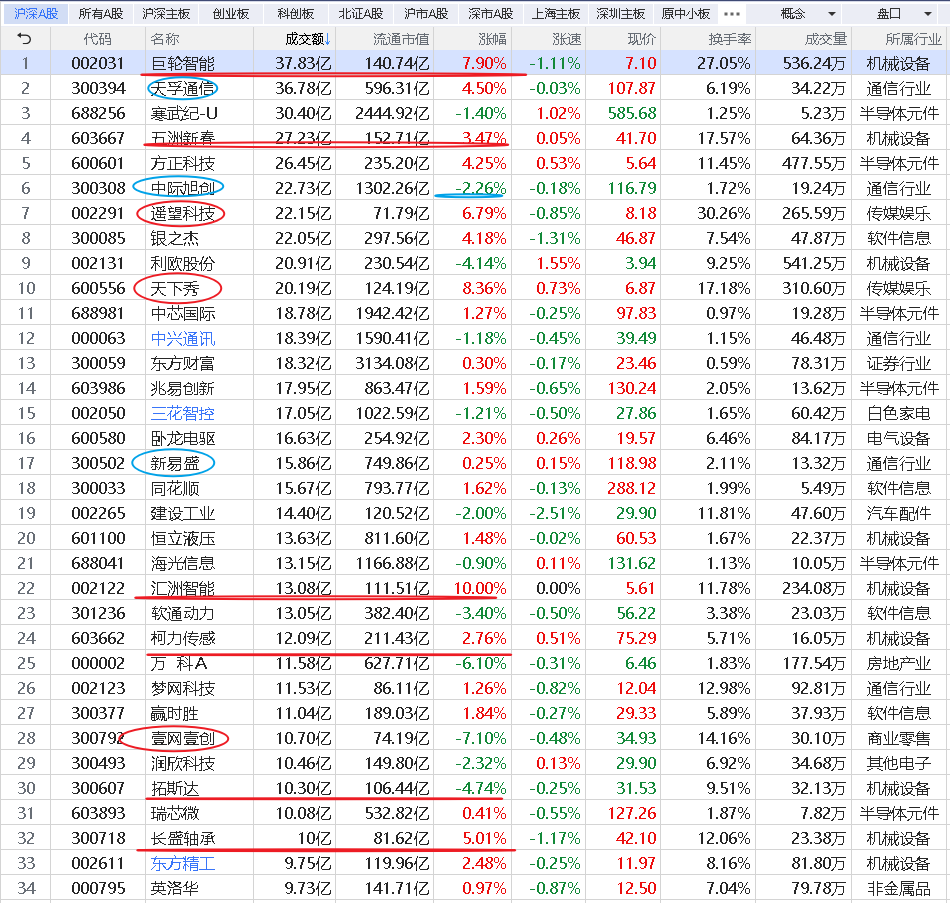 沪深A股 所有A股 沪深主板 创业板 科创板 北证A股 沪市A股 深市A股 上海主板 深圳主板 原中小板 ••• 概念 盘口
代码 名称 成交额↓ 流通市值 涨幅 涨速 现价 换手率 成交量 所属行业
1 002031 巨轮智能 37.83亿 140.74亿 7.90% -1.11% 7.10 27.05% 536.24万 机械设备
2 300394 天孚通信 36.78亿 596.31亿 4.50% -0.03% 107.87 6.19% 34.22万 通信行业
3 688256 寒武纪-U 30.40亿 2444.92亿 -1.40% 1.02% 585.68 1.25% 5.23万 半导体元件
4 603667 五洲新春 27.23亿 152.71亿 3.47% 0.05% 41.70 17.57% 64.36万 机械设备
5 600601 方正科技 26.45亿 235.20亿 4.25% 0.53% 5.64 11.45% 477.55万 半导体元件
6 300308 中际旭创 22.73亿 1302.26亿 -2.26% -0.18% 116.79 1.72% 19.24万 通信行业
7 002291 遥望科技 22.15亿 71.79亿 6.79% -0.85% 8.18 30.26% 265.59万 传媒娱乐
8 300085 银之杰 22.05亿 297.56亿 4.18% -1.31% 46.87 7.54% 47.87万 软件信息
9 002131 利欧股份 20.91亿 230.54亿 -4.14% 1.55% 3.94 9.25% 541.25万 机械设备
10 600556 天下秀 20.19亿 124.19亿 8.36% 0.73% 6.87 17.18% 310.60万 传媒娱乐
11 688981 中芯国际 18.78亿 1942.42亿 1.27% -0.25% 97.83 0.97% 19.28万 半导体元件
12 000063 中兴通讯 18.39亿 1590.41亿 -1.18% -0.45% 39.49 1.15% 46.48万 通信行业
13 300059 东方财富 18.32亿 3134.08亿 0.30% -0.17% 23.46 0.59% 78.31万 证券行业
14 603986 兆易创新 17.95亿 863.47亿 1.59% -0.65% 130.24 2.05% 13.62万 半导体元件
15 002050 三花智控 17.05亿 1022.59亿 -1.21% -0.50% 27.86 1.65% 60.42万 白色家电
16 600580 卧龙电驱 16.63亿 254.92亿 2.30% 0.26% 19.57 6.46% 84.17万 电气设备
17 300502 新易盛 15.86亿 749.86亿 0.25% 0.15% 118.98 2.11% 13.32万 通信行业
18 300033 同花顺 15.67亿 793.77亿 1.62% -0.13% 288.12 1.99% 5.49万 软件信息
19 002265 建设工业 14.40亿 120.52亿 -2.00% -2.51% 29.90 11.81% 47.60万 汽车配件
20 601100 恒立液压 13.63亿 811.60亿 1.48% -0.02% 60.53 1.67% 22.37万 机械设备
21 688041 海光信息 13.15亿 1166.88亿 -0.90% 0.11% 131.62 1.13% 10.05万 半导体元件
22 002122 汇洲智能 13.08亿 111.51亿 10.00% 0.00% 5.61 11.78% 234.08万 机械设备
23 301236 软通动力 13.05亿 382.40亿 -3.40% -0.50% 56.22 3.38% 23.03万 软件信息
24 603662 柯力传感 12.09亿 211.43亿 2.76% 0.51% 75.29 5.71% 16.05万 机械设备
25 000002 万 科A 11.58亿 627.71亿 -6.10% -0.31% 6.46 1.83% 177.54万 房地产业
26 002123 梦网科技 11.53亿 86.11亿 1.26% -0.82% 12.04 12.98% 92.81万 通信行业
27 300377 赢时胜 11.04亿 189.03亿 1.84% -0.27% 29.33 5.89% 37.93万 软件信息
28 300792 壹网壹创 10.70亿 74.19亿 -7.10% -0.48% 34.93 14.16% 30.10万 商业零售
29 300493 润欣科技 10.46亿 149.80亿 -2.32% 0.13% 29.90 6.92% 34.68万 其他电子
30 300607 拓斯达 10.30亿 106.44亿 -4.74% -0.25% 31.53 9.51% 32.13万 机械设备
31 603893 瑞芯微 10.08亿 532.82亿 0.41% -0.55% 127.26 1.87% 7.82万 半导体元件
32 300718 长盛轴承 10亿 81.62亿 5.01% -1.17% 42.10 12.06% 23.38万 机械设备
33 002611 东方精工 9.75亿 119.96亿 2.48% -0.25% 11.97 8.16% 81.80万 机械设备
34 000795 英洛华 9.73亿 141.71亿 0.97% -0.87% 12.50 7.04% 79.78万 非金属品